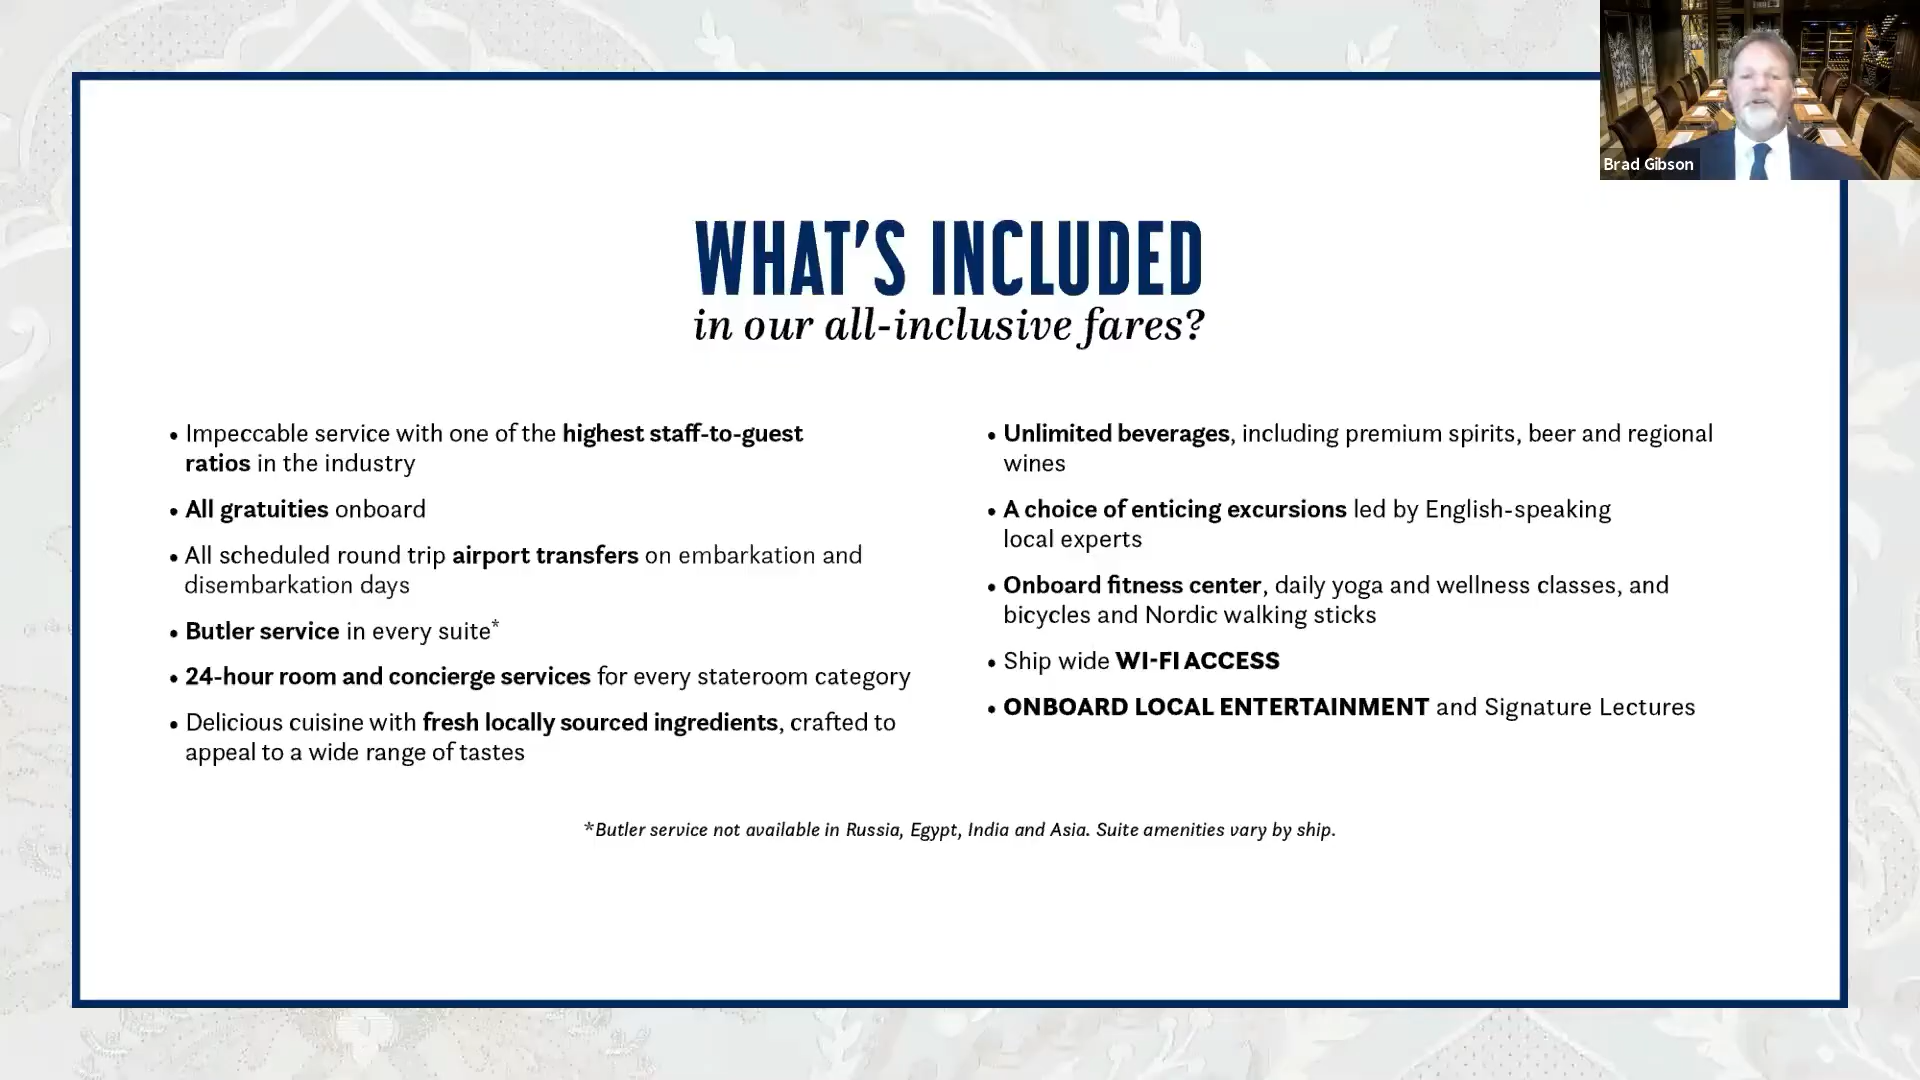 Brad Gibson
WHAT'S INCLUDED
in our all-inclusive fares?
• Impeccable service with one of the highest staff-to-guest
ratios in the industry
• All gratuities onboard
• All scheduled round trip airport transfers on embarkation and
disembarkation days
• Butler service in every suite*
• 24-hour room and concierge services for every stateroom category
• Delicious cuisine with fresh locally sourced ingredients, crafted to
appeal to a wide range of tastes
• Unlimited beverages, including premium spirits, beer and regional
wines
• A choice of enticing excursions led by English-speaking
local experts
• Onboard fitness center, daily yoga and wellness classes, and
bicycles and Nordic walking sticks
• Ship wide WI-FI ACCESS
• ONBOARD LOCAL ENTERTAINMENT and Signature Lectures
*Butler service not available in Russia, Egypt, India and Asia. Suite amenities vary by ship.